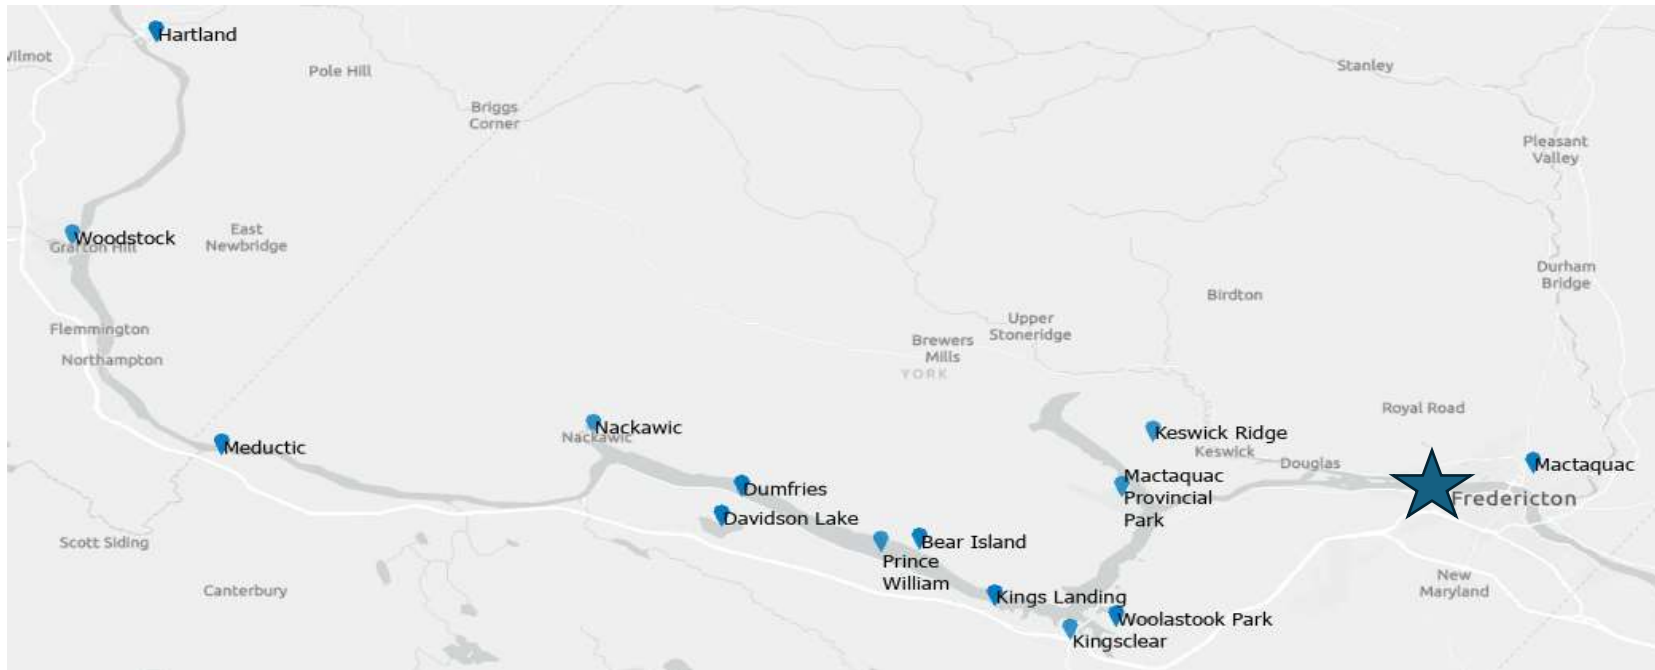 Hartland
Wilmot
Pole Hill
Stanley
Briggs
Corner
Pleasant
Valley
Woodstock
Grafton Hill
East
Newbridge
Durham
Bridge
Birdton
Flemmington
Northampton
Upper
Stoneridge
Brewers
Mills
YORK
Royal Road
Nackawic
Nackawic
Meductic
Keswick Ridge
Keswick
Douglas
Mactaquac
Mactaquac
Provincial
Park
Dumfries
Fredericton
Davidson Lake
Scott Siding
Bear Island
Prince
William
Canterbury
New
Maryland
Kings Landing
Woolastook Park
Kingsclear